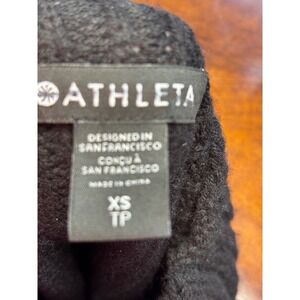 ATHLETA
DESIGNED IN
SAN FRANCISCO
CONÇU À
SAN FRANCISCO
MADE IN CHINA
XS
TP